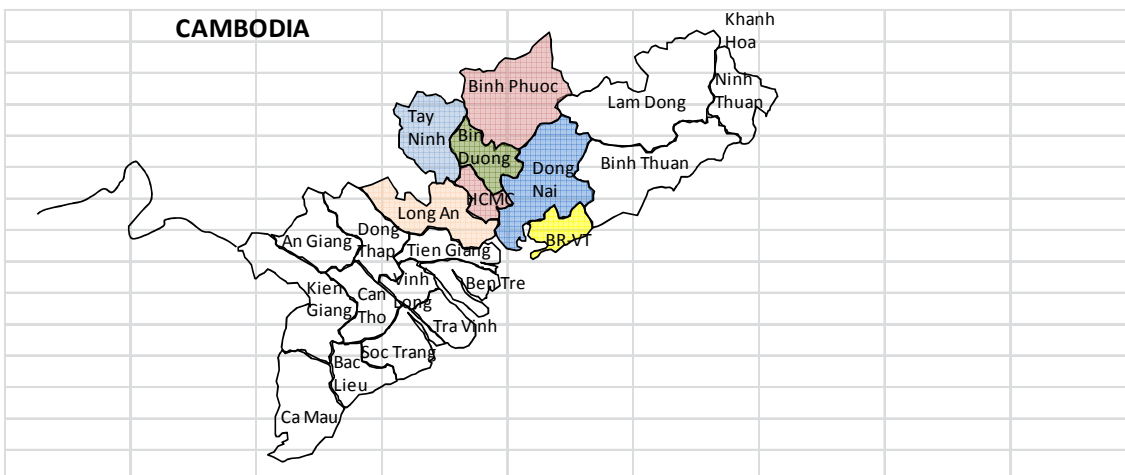 CAMBODIA
Khanh
Hoa
Binh Phuoc
Ninh
Thuan
Lam Dong
Tay
Ninh
Bin
Duong
Binh Thuan
Dong
Nai
HCMC
Long An
BR-VT
Dong
Thap
An Giang
Tien Giang
Vinh
Long
Ben Tre
Kien
Giang
Can
Tho
Tra Vinh
Soc Trang
Bac
Lieu
Ca Mau